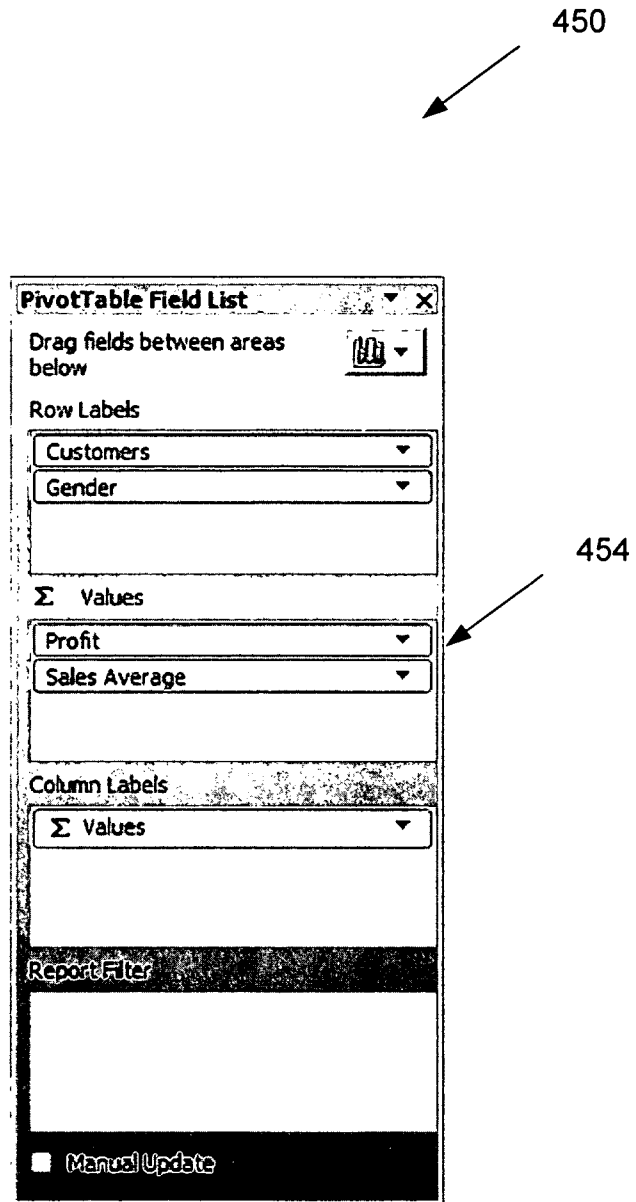 450
PivotTable Field List
Drag fields between areas
below
Row Labels
Customers
Gender
454
Σ Values
Profit
Sales Average
Column Labels
Σ Values
Report Filter
Manual Update